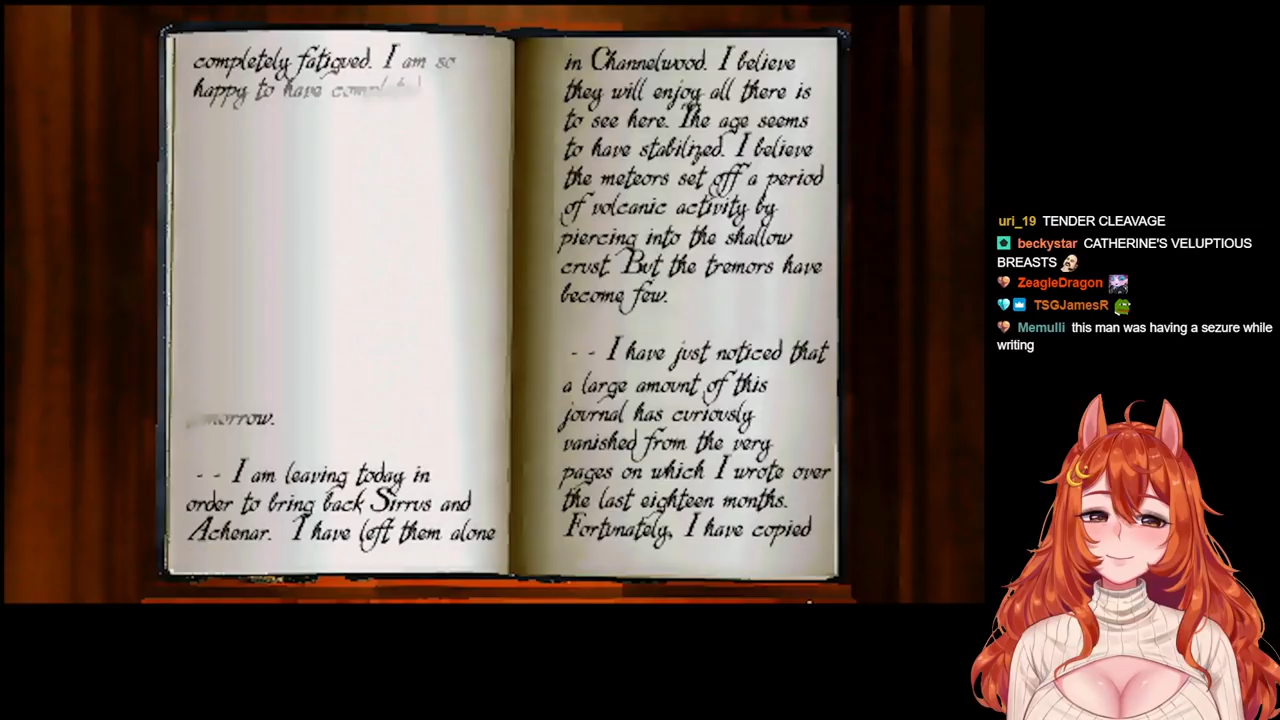 completely fatigued. I am so
happy to have completed
morrow.
- - I am leaving today in
order to bring back Sirrus and
Achenar. I have left them alone
in Channelwood. I believe
they will enjoy all there is
to see here. The age seems
to have stabilized. I believe
the meteors set off a period
of volcanic activity by
piercing into the shallow
crust. But the tremors have
become few.
- - I have just noticed that
a large amount of this
journal has curiously
vanished from the very
pages on which I wrote over
the last eighteen months.
Fortunately, I have copied
uri_19 TENDER CLEAVAGE
beckystar CATHERINE'S VELUPTIOUS
BREASTS
ZeagleDragon
TSGJamesR
Memulli this man was having a sezure while
writing